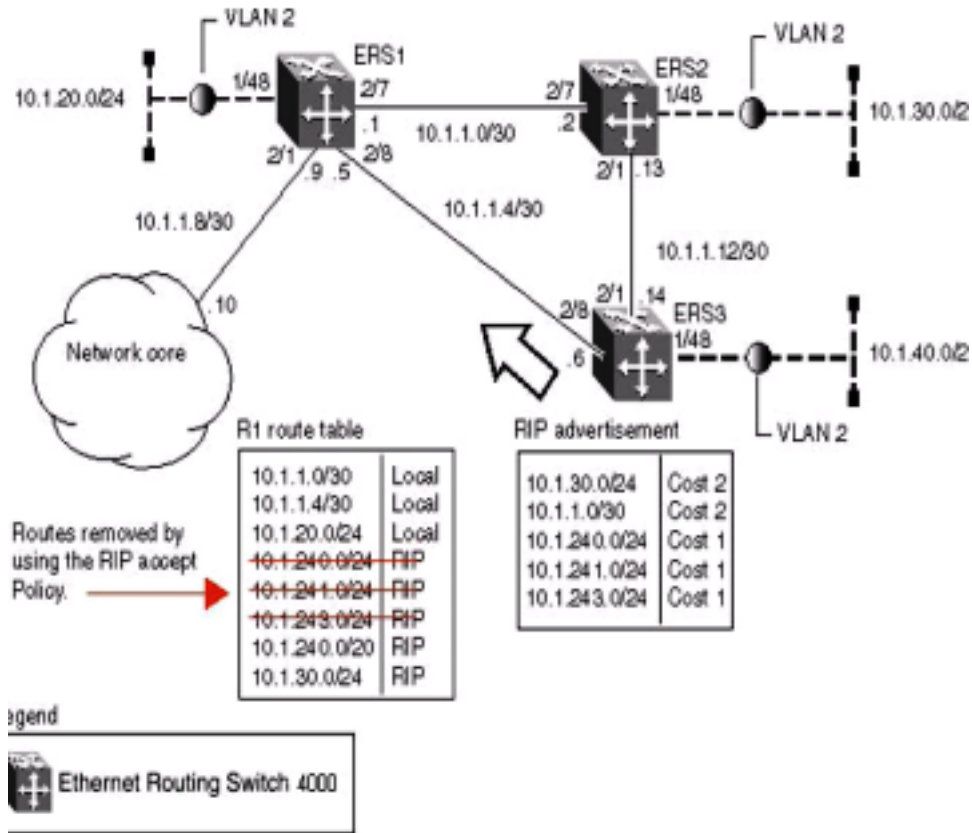 VLAN 2
VLAN 2
ERS1
ERS2
10.1.20.0/24
1/48
2/7
2/7
1/48
10.1.30.0/2
.1
10.1.1.0/30
.2
2/1
.9
.5
2/8
2/1
.13
10.1.1.8/30
10.1.1.4/30
10.1.1.12/30
.10
2/8
2/1
.14
ERS3
Network core
.6
1/48
10.1.40.0/2
R1 route table
RIP advertisement
VLAN 2
10.1.1.0/30 Local
10.1.1.4/30 Local
10.1.20.0/24 Local
10.1.240.0/24 RIP
10.1.241.0/24 RIP
10.1.243.0/24 RIP
10.1.240.0/20 RIP
10.1.30.0/24 RIP
10.1.30.0/24 Cost 2
10.1.1.0/30 Cost 2
10.1.240.0/24 Cost 1
10.1.241.0/24 Cost 1
10.1.243.0/24 Cost 1
Routes removed by
using the RIP accept
Policy.
egend
Ethernet Routing Switch 4000